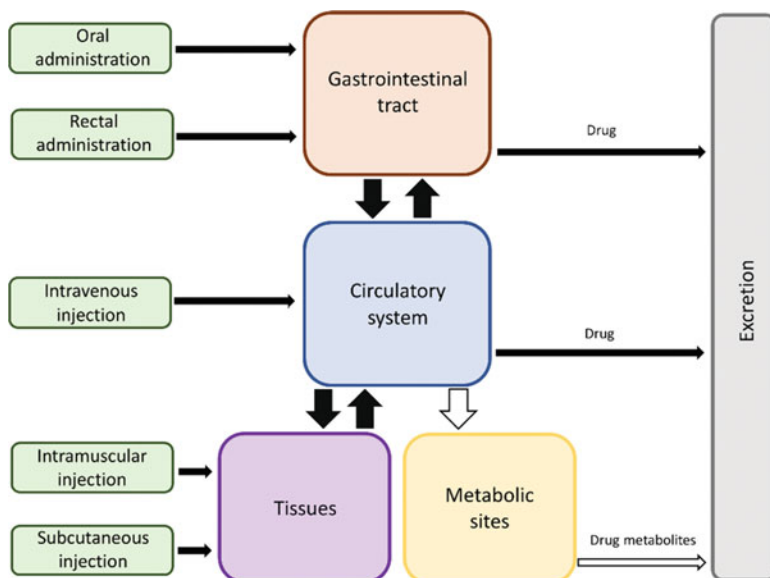 Oral
administration
Gastrointestinal
tract
Rectal
administration
Drug
Intravenous
injection
Circulatory
system
Drug
Excretion
Intramuscular
injection
Tissues
Metabolic
sites
Subcutaneous
injection
Drug metabolites